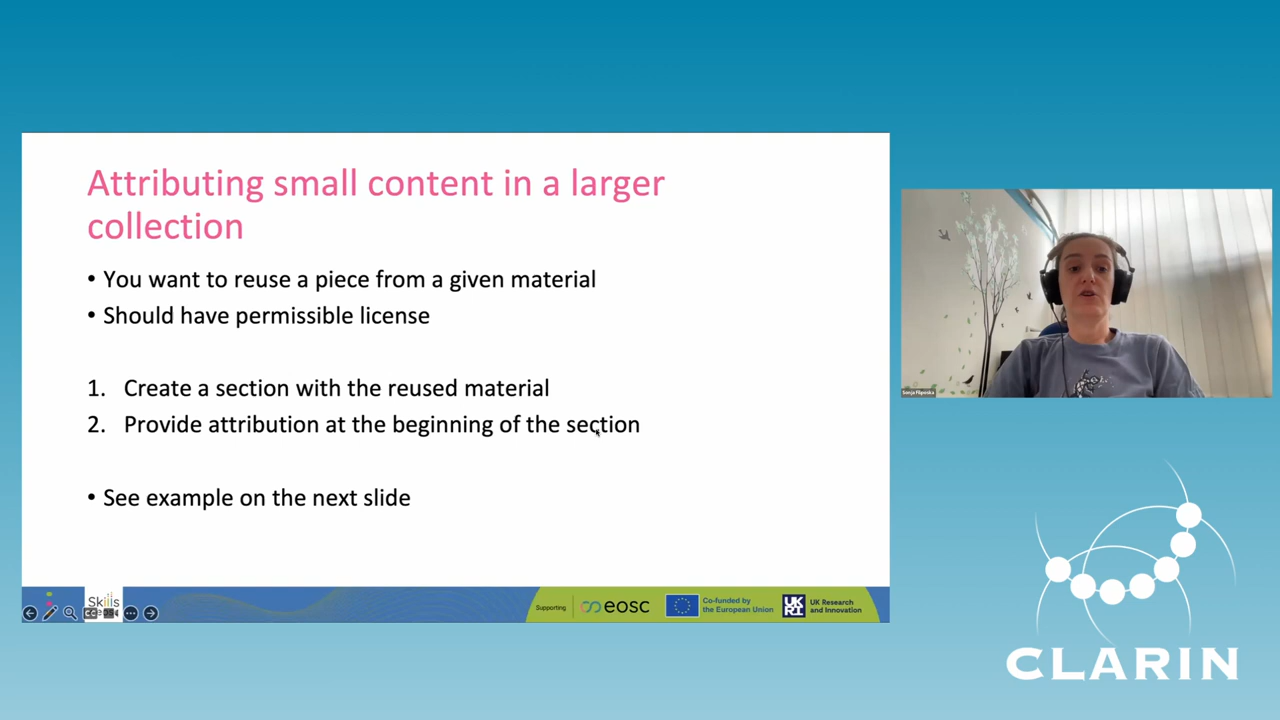 Attributing small content in a larger
collection
• You want to reuse a piece from a given material
• Should have permissible license
1. Create a section with the reused material
2. Provide attribution at the beginning of the section
• See example on the next slide
Skills
Supporting
eosc
Co-funded by
the European Union
UK Research
and Innovation
Sonja Filiposka
CLARIN